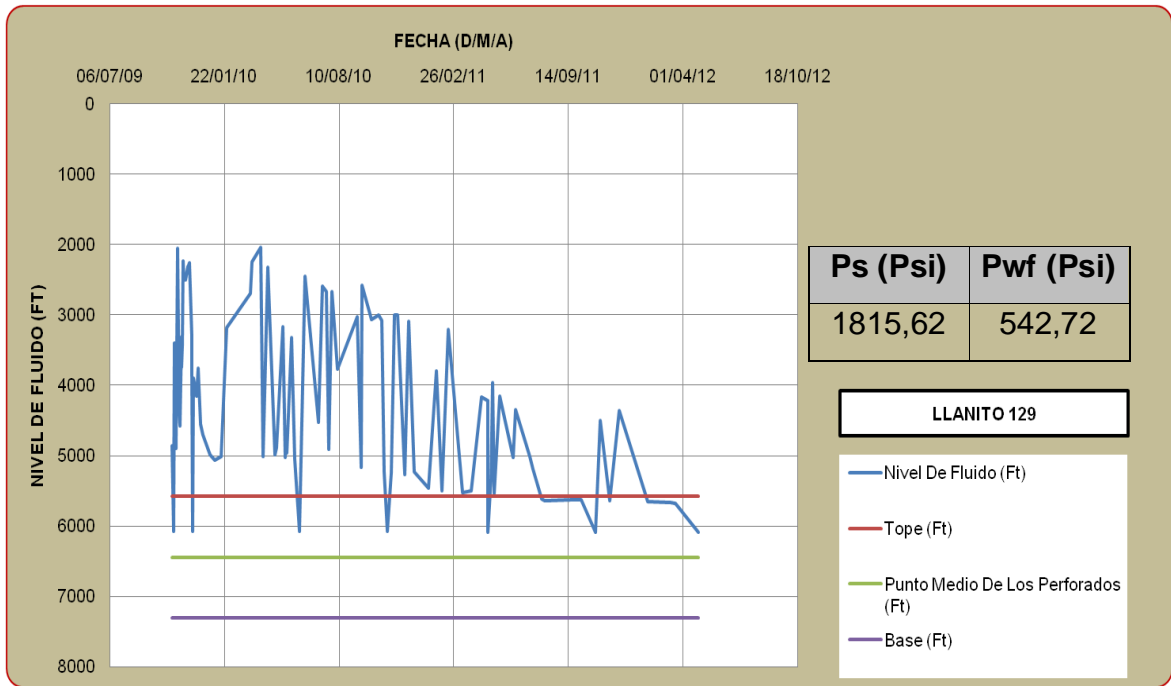 FECHA (D/M/A)
06/07/09 22/01/10 10/08/10 26/02/11 14/09/11 01/04/12 18/10/12
NIVEL DE FLUIDO (FT)
0
1000
2000
3000
4000
5000
6000
7000
8000
Ps (Psi) Pwf (Psi)
1815,62 542,72
LLANITO 129
Nivel De Fluido (Ft)
Tope (Ft)
Punto Medio De Los Perforados
(Ft)
Base (Ft)